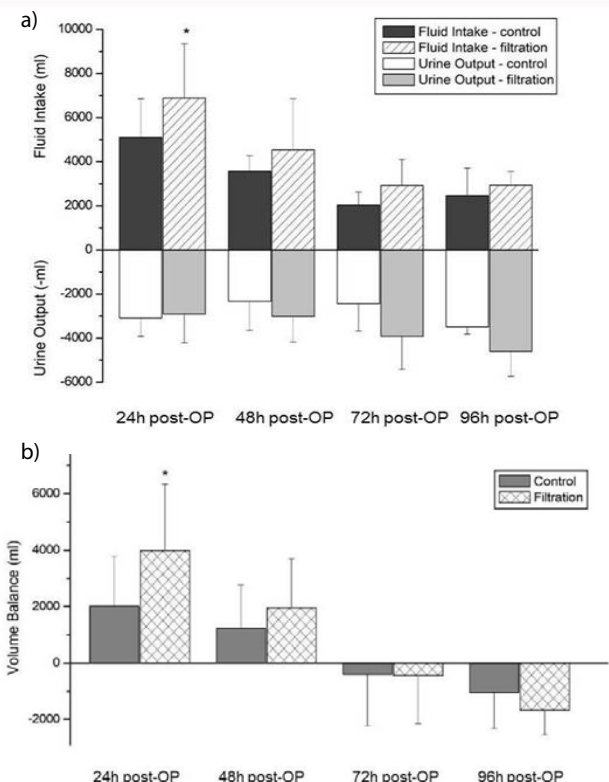 a)
10000
8000
6000
4000
2000
0
-2000
-4000
-6000
Fluid Intake (ml)
Urine Output (-ml)
*
Fluid Intake - control
Fluid Intake - filtration
Urine Output - control
Urine Output - filtration
24h post-OP 48h post-OP 72h post-OP 96h post-OP
b)
6000
4000
2000
0
-2000
Volume Balance (ml)
*
Control
Filtration
24h post-OP 48h post-OP 72h post-OP 96h post-OP